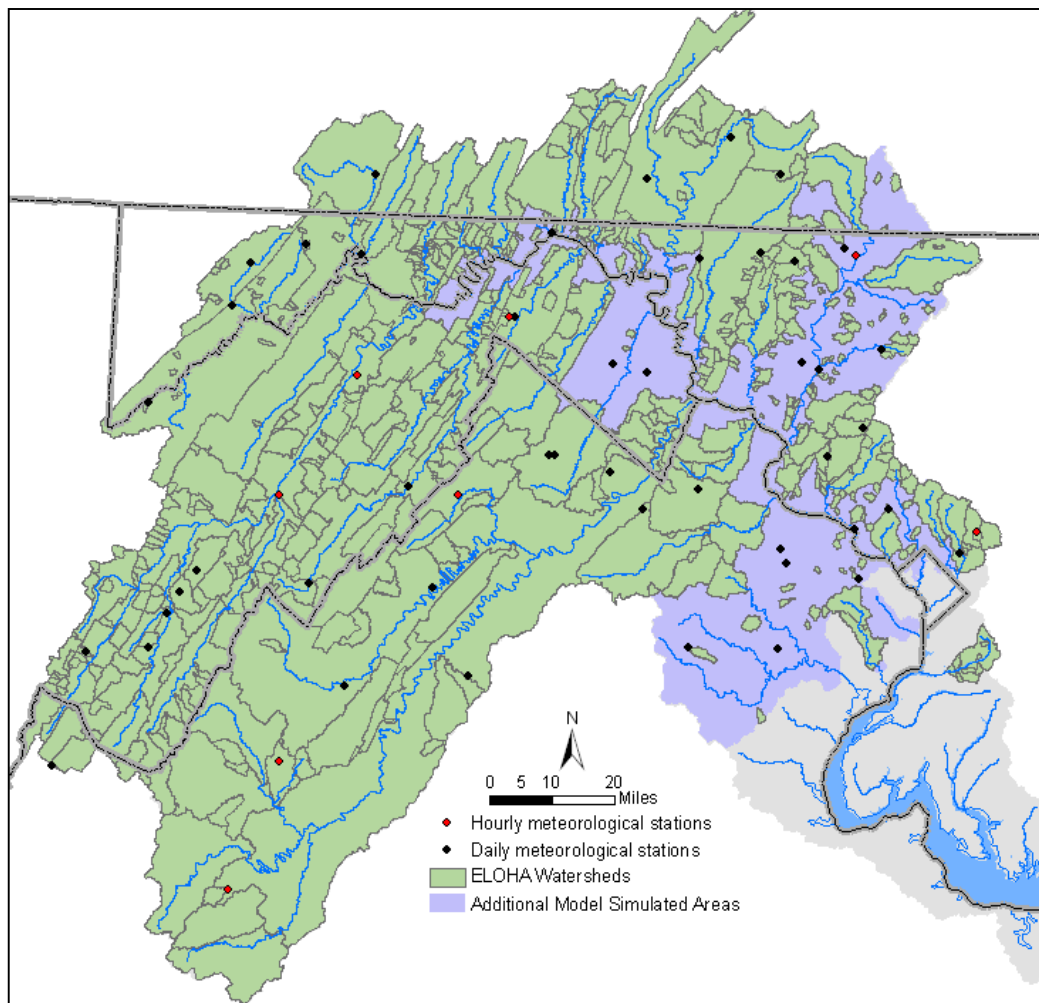 N
0 5 10 20
Miles
Hourly meteorological stations
Daily meteorological stations
ELOHA Watersheds
Additional Model Simulated Areas